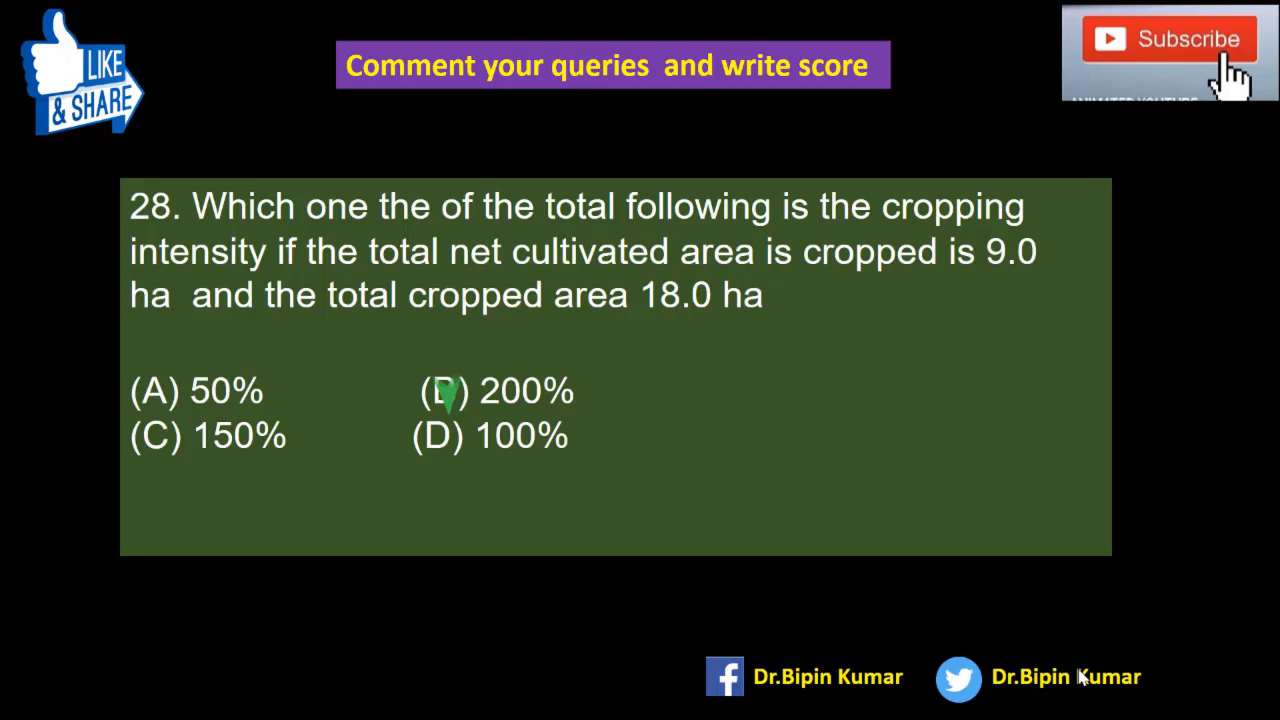 LIKE
& SHARE
Comment your queries and write score
Subscribe
28. Which one the of the total following is the cropping
intensity if the total net cultivated area is cropped is 9.0
ha and the total cropped area 18.0 ha
(A) 50% (B) 200%
(C) 150% (D) 100%
Dr.Bipin Kumar Dr.Bipin Kumar